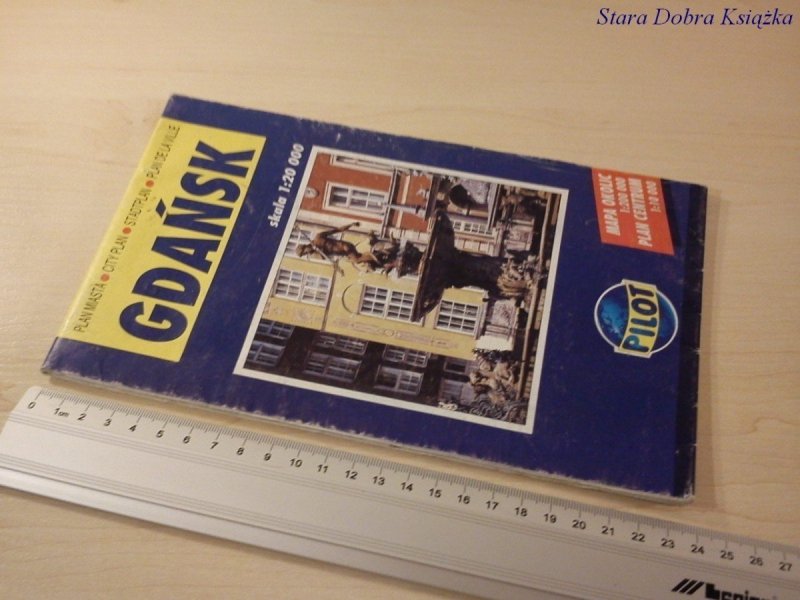 Stara Dobra Książka
PLAN MIASTA ● CITY PLAN ● STADTPLAN ● PLAN DE LA VILLE
GDAŃSK
skala 1:20 000
MAPA OKOLIC
1:200 000
PLAN CENTRUM
1:10 000
PILOT
0 1cm 2 3 4 5 6 7 8 9 10 11 12 13 14 15 16 17 18 19 20 21 22 23 24 25 26 27